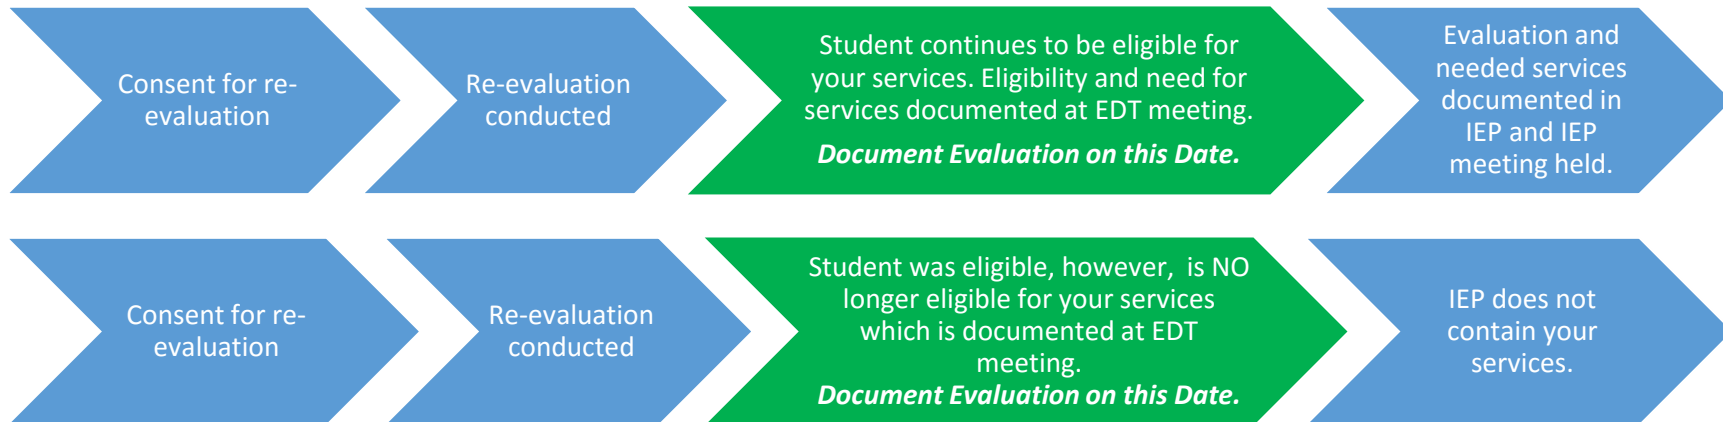 Consent for re-
evaluation
Re-evaluation
conducted
Student continues to be eligible for
your services. Eligibility and need for
services documented at EDT meeting.
Document Evaluation on this Date.
Evaluation and
needed services
documented in
IEP and IEP
meeting held.
Consent for re-
evaluation
Re-evaluation
conducted
Student was eligible, however,  is NO
longer eligible for your services
which is documented at EDT
meeting.
Document Evaluation on this Date.
IEP does not
contain your
services.